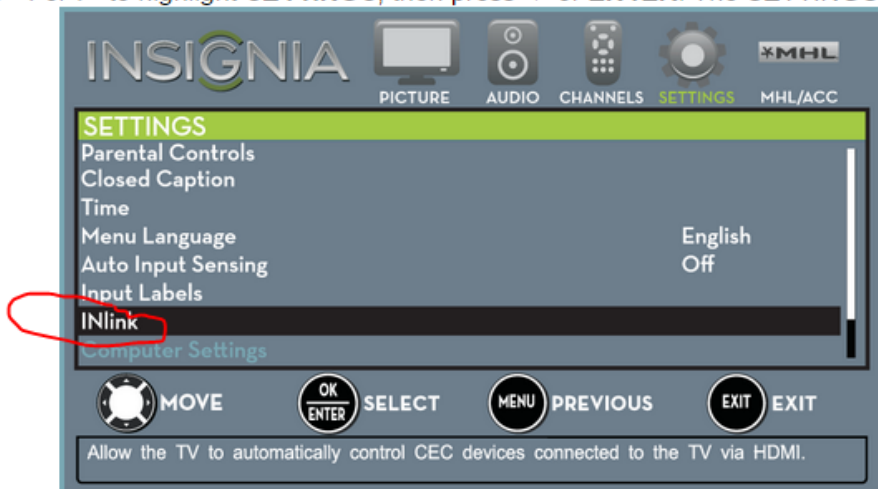 INSIGNIA
PICTURE AUDIO CHANNELS SETTINGS MHL/ACC
MHL
SETTINGS
Parental Controls
Closed Caption
Time
Menu Language English
Auto Input Sensing Off
Input Labels
INlink
Computer Settings
MOVE OK ENTER SELECT MENU PREVIOUS EXIT EXIT
Allow the TV to automatically control CEC devices connected to the TV via HDMI.